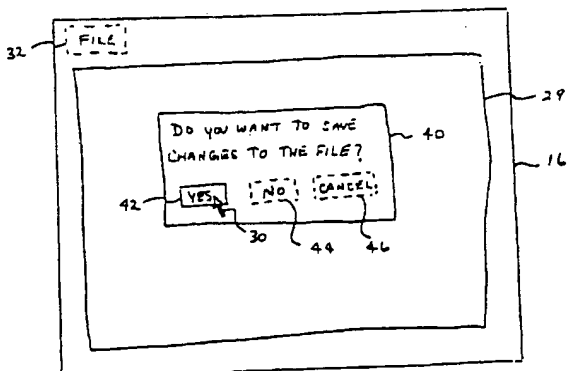 32
FILE
29
DO YOU WANT TO SAVE
CHANGES TO THE FILE?
40
16
YES
NO
CANCEL
42
30
44
46